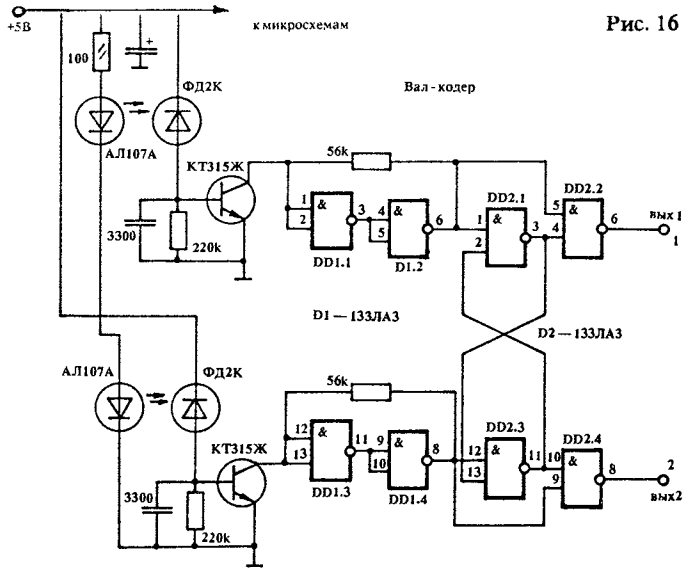 +5В
к микросхемам
Рис. 16
100
ФД2К
Вал-кодер
АЛ107А
КТ315Ж
56k
1
2
&
3
DD1.1
4
5
&
6
D1.2
DD2.1
1
2
&
3
DD2.2
5
4
&
6
вых 1
1
3300
220k
D1 — 133ЛА3
D2 — 133ЛА3
АЛ107А
ФД2К
КТ315Ж
56k
12
13
&
11
DD1.3
9
10
&
8
DD1.4
DD2.3
12
13
&
11
DD2.4
10
9
&
8
2
вых2
3300
220k